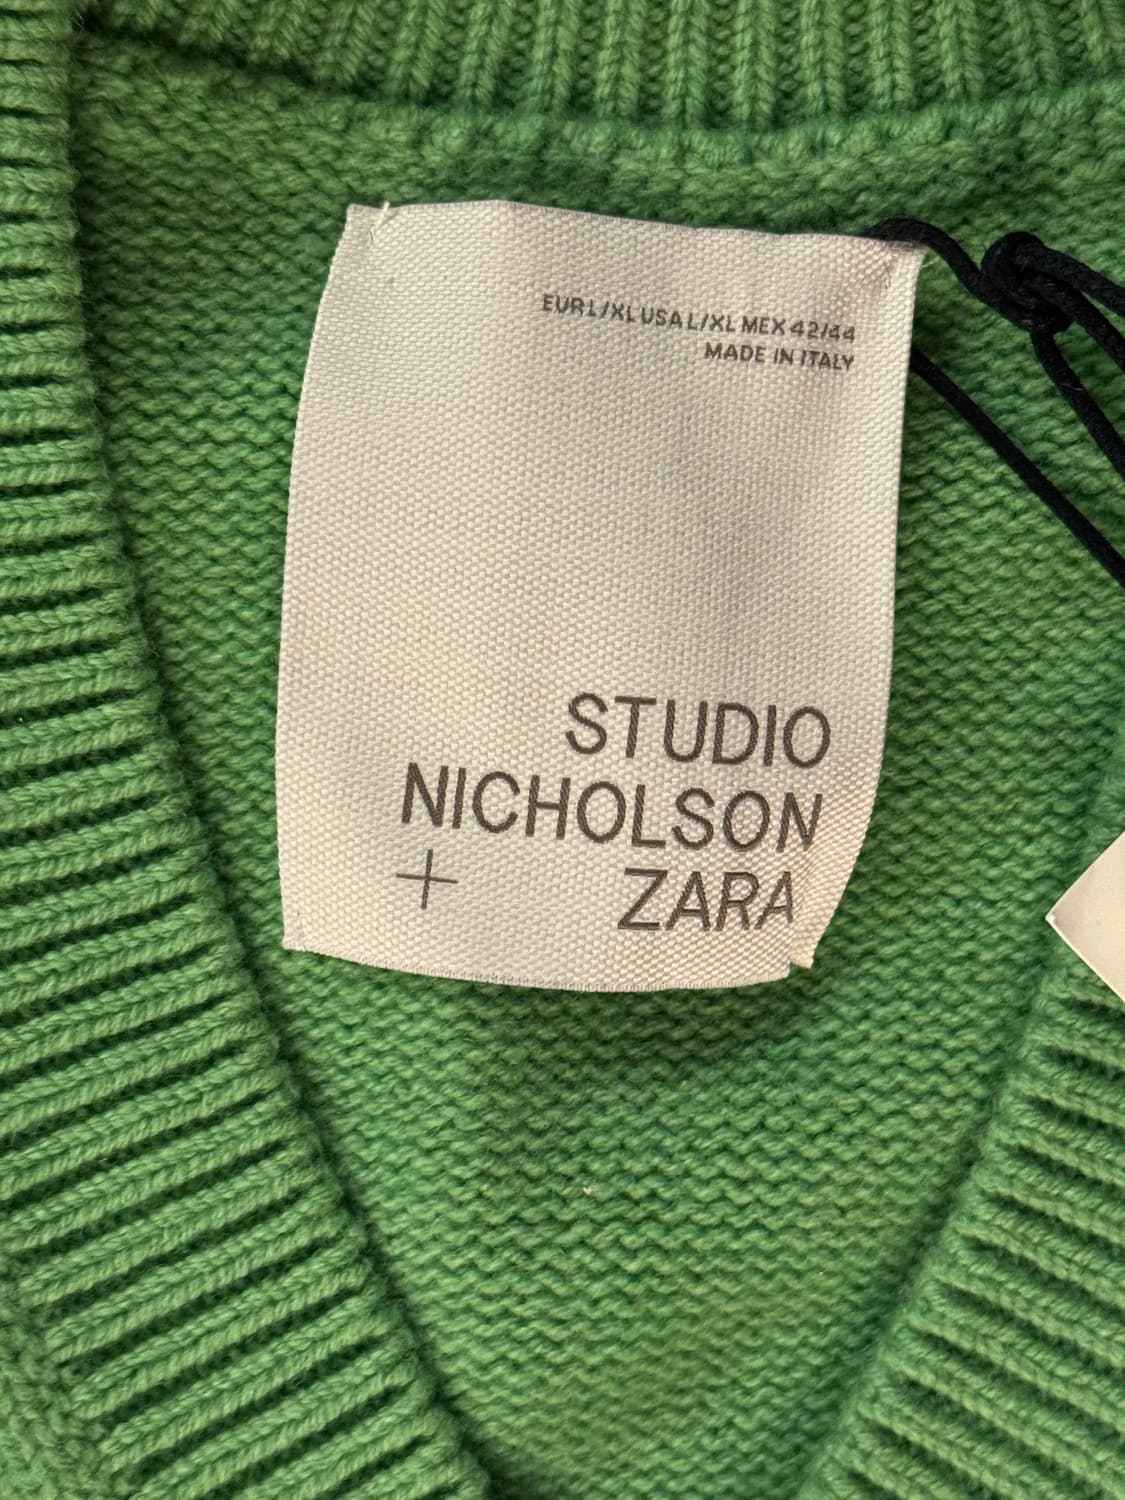 EUR L/XL USA L/XL MEX 42/44
MADE IN ITALY
STUDIO
NICHOLSON
+ ZARA